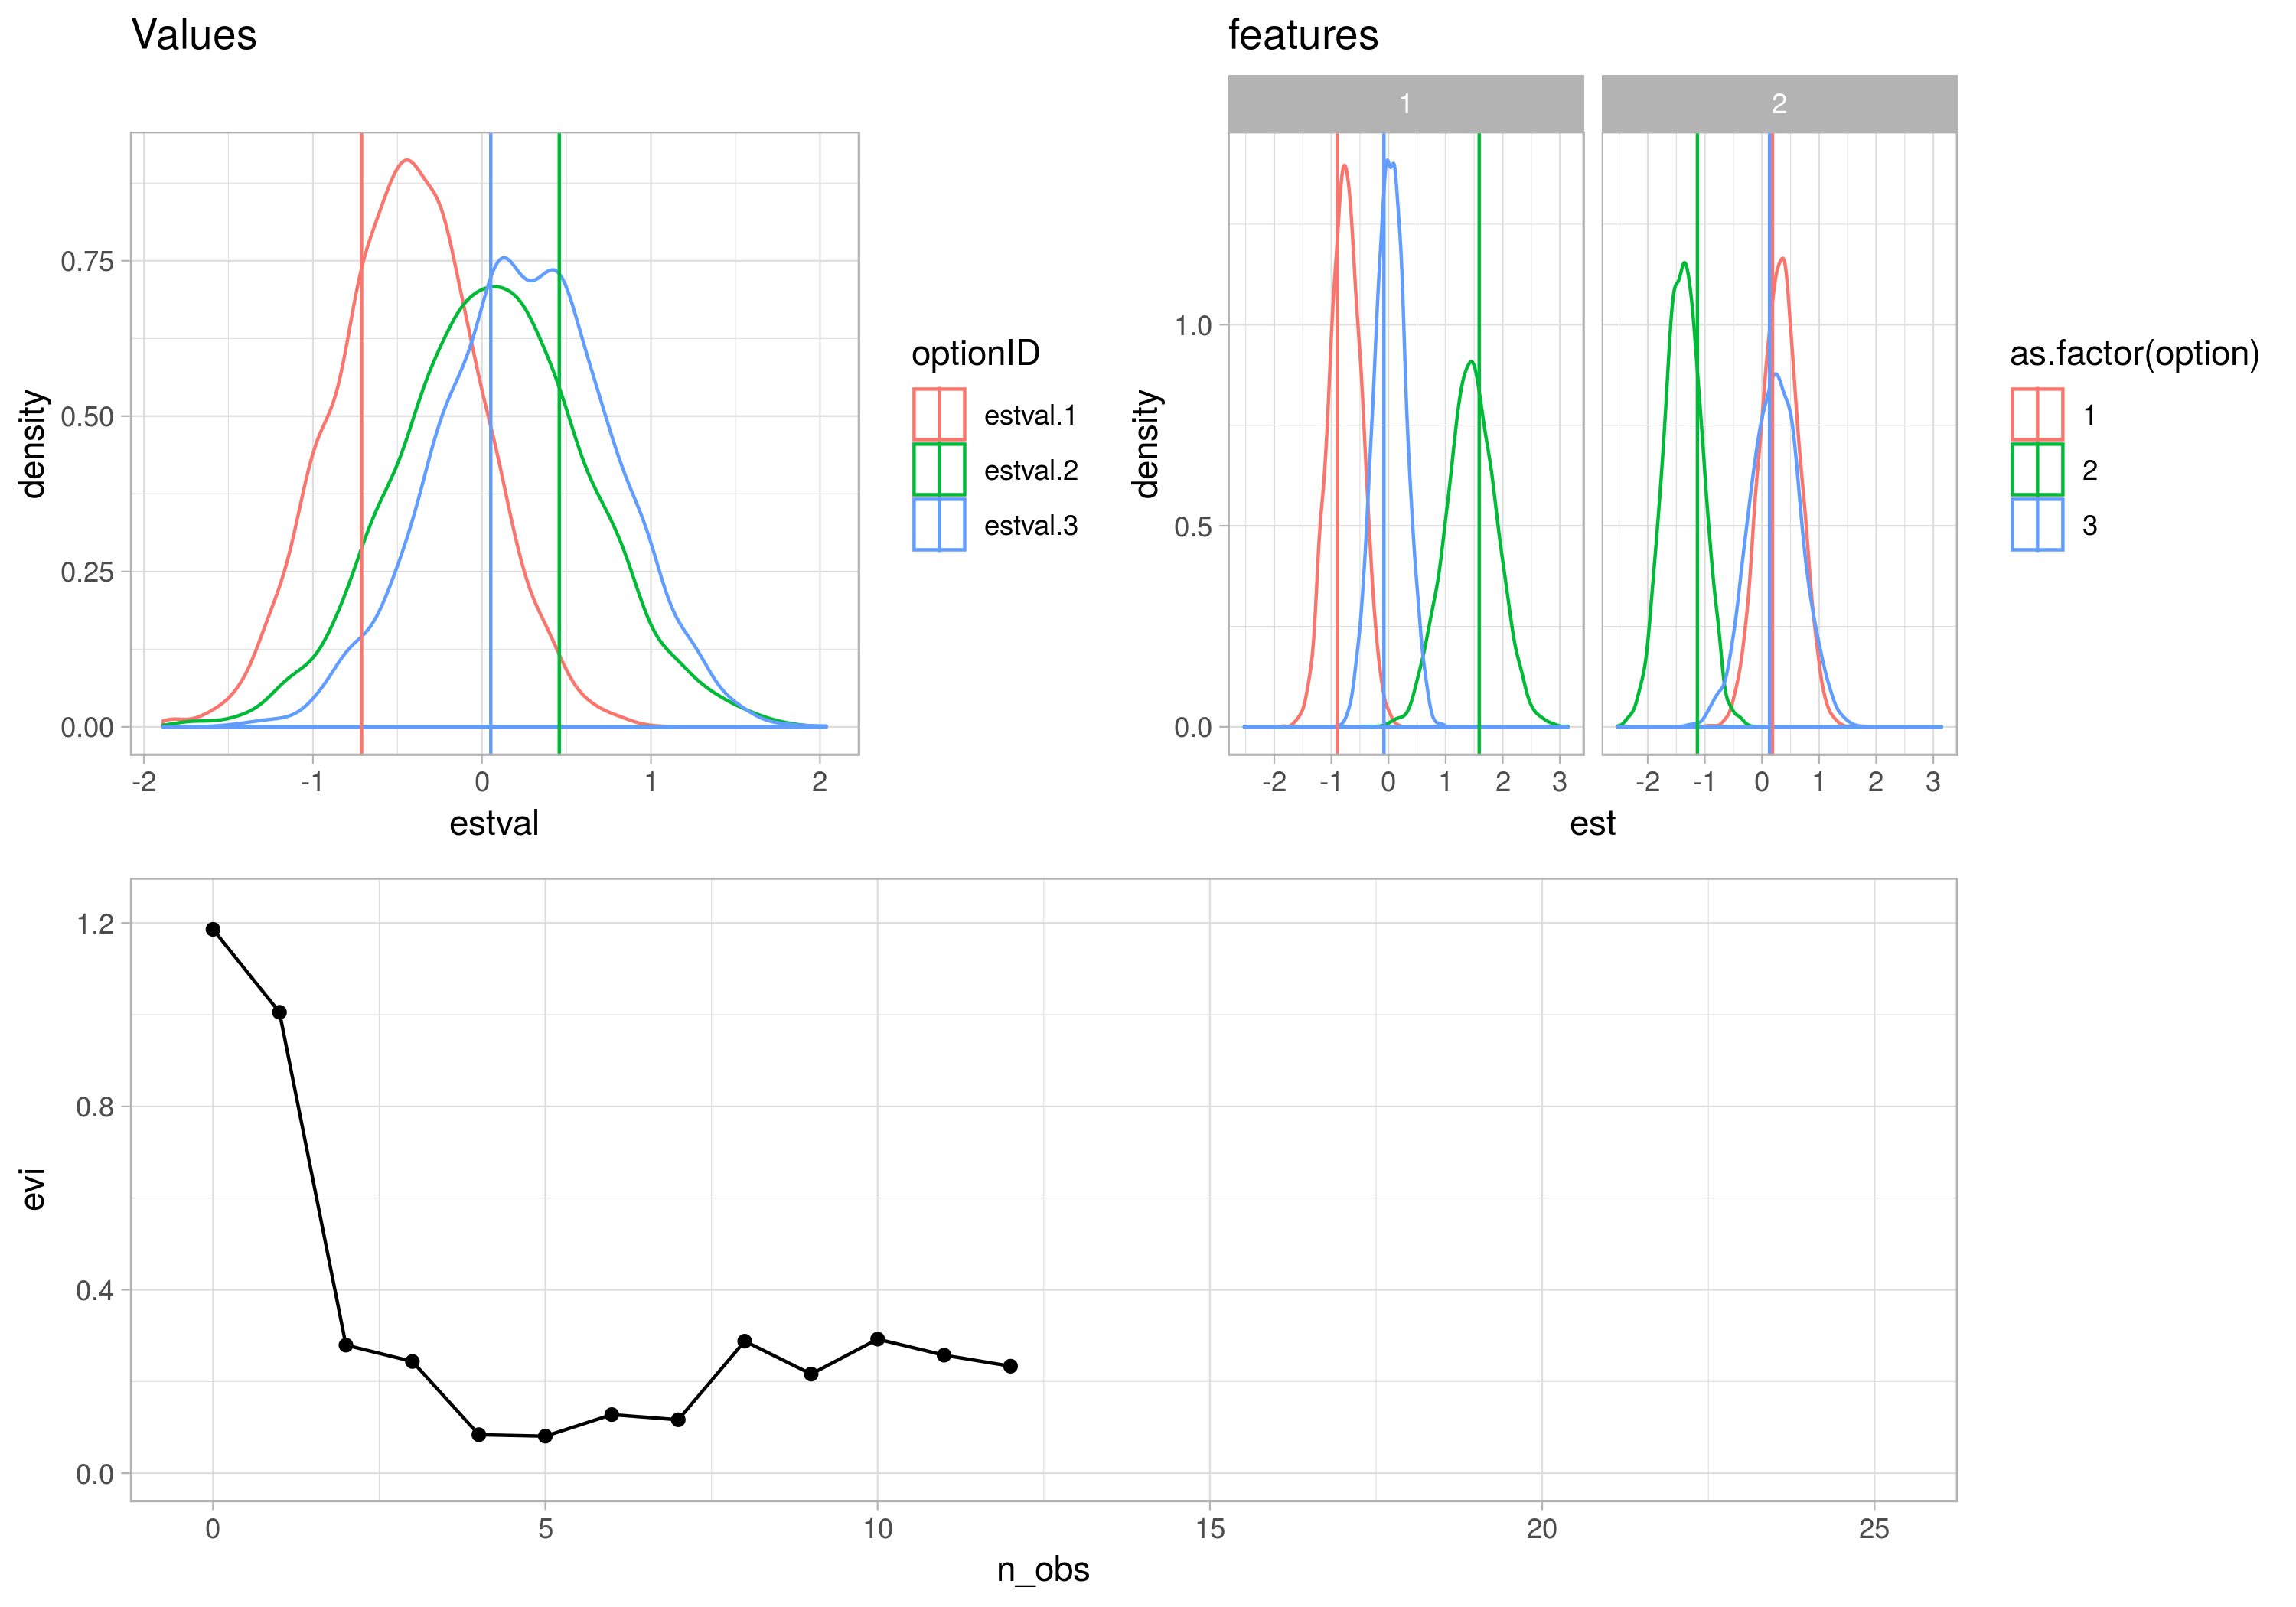 Values
density
0.75
0.50
0.25
0.00
-2 -1 0 1 2
estval
optionID
estval.1
estval.2
estval.3
features
1 2
density
1.0
0.5
0.0
-2 -1 0 1 2 3 -2 -1 0 1 2 3
est
as.factor(option)
1
2
3
evi
1.2
0.8
0.4
0.0
0 5 10 15 20 25
n_obs